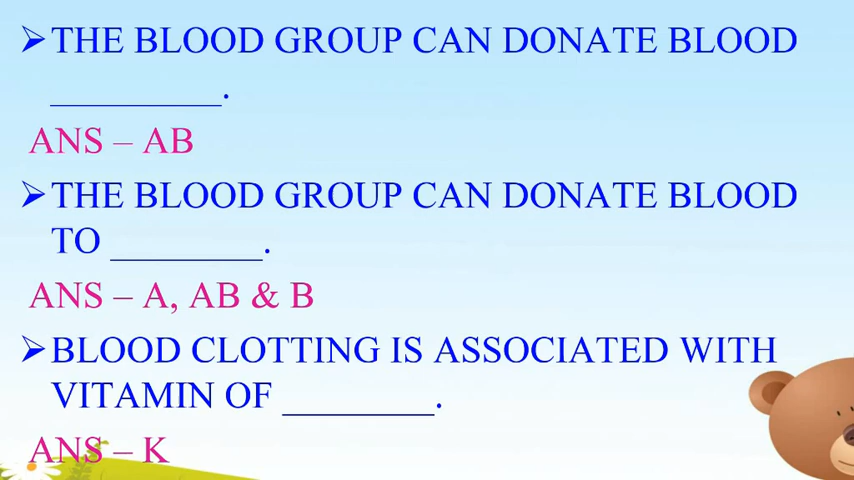 ➢THE BLOOD GROUP CAN DONATE BLOOD
_________.
ANS – AB
➢THE BLOOD GROUP CAN DONATE BLOOD
TO ________.
ANS – A, AB & B
➢BLOOD CLOTTING IS ASSOCIATED WITH
VITAMIN OF ________.
ANS – K